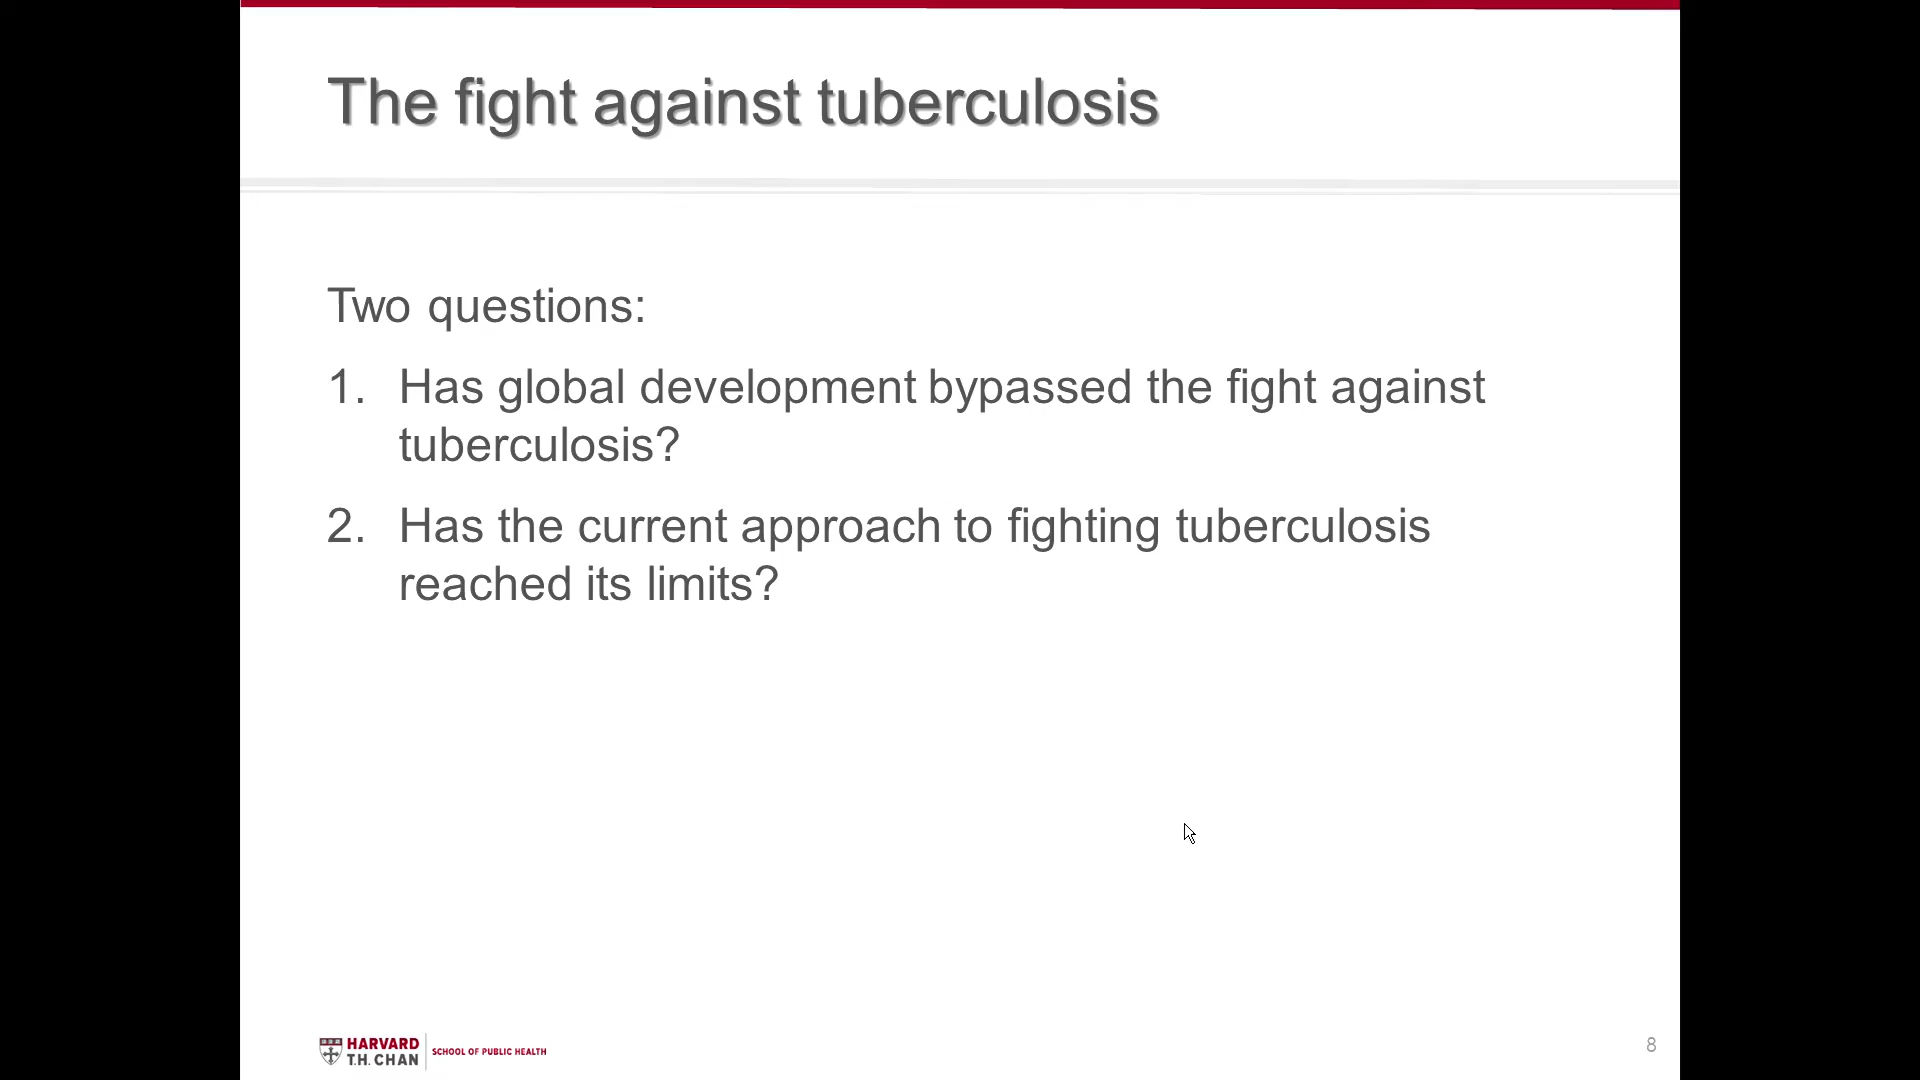 The fight against tuberculosis
Two questions:
1. Has global development bypassed the fight against
tuberculosis?
2. Has the current approach to fighting tuberculosis
reached its limits?
HARVARD
T.H. CHAN
SCHOOL OF PUBLIC HEALTH
8